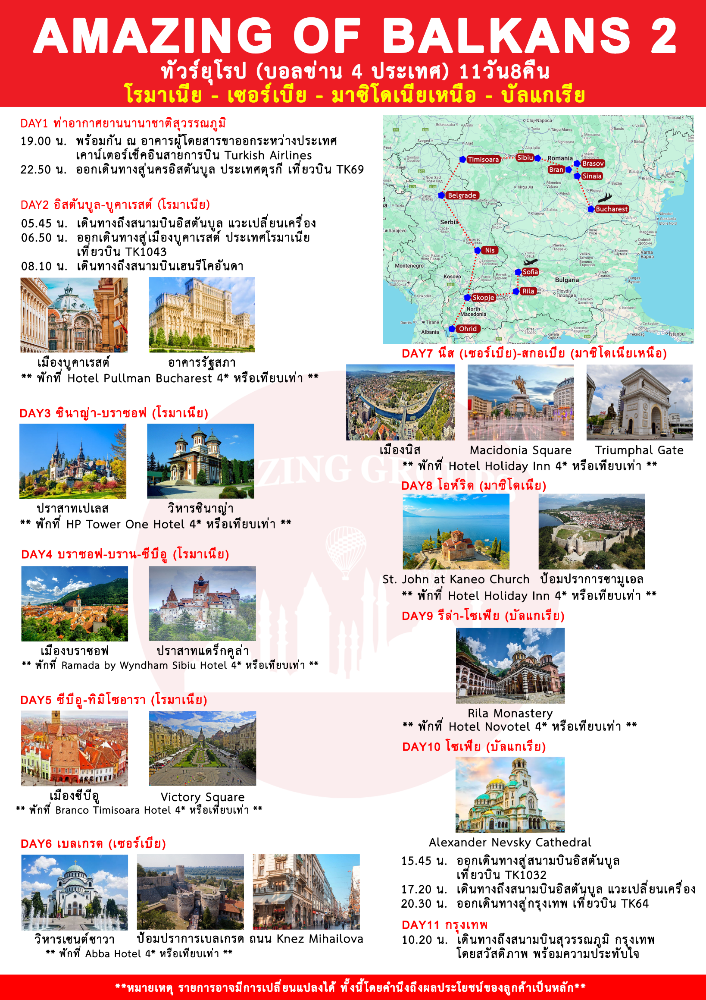 AMAZING OF BALKANS 2
ทัวร์ยุโรป (บอลข่าน 4 ประเทศ) 11วัน8คืน
โรมาเนีย - เซอร์เบีย - มาซิโดเนียเหนือ - บัลแกเรีย
DAY1 ท่าอากาศยานนานาชาติสุวรรณภูมิ
19.00 น. พร้อมกัน ณ อาคารผู้โดยสารขาออกระหว่างประเทศ
เคาน์เตอร์เช็คอินสายการบิน Turkish Airlines
22.50 น. ออกเดินทางสู่นครอิสตันบูล ประเทศตุรกี เที่ยวบิน TK69
DAY2 อิสตันบูล-บูคาเรสต์ (โรมาเนีย)
05.45 น. เดินทางถึงสนามบินอิสตันบูล แวะเปลี่ยนเครื่อง
06.50 น. ออกเดินทางสู่เมืองบูคาเรสต์ ประเทศโรมาเนีย
เที่ยวบิน TK1043
08.10 น. เดินทางถึงสนามบินเฮนรีโคอันดา
เมืองบูคาเรสต์ อาคารรัฐสภา
** พักที่ Hotel Pullman Bucharest 4* หรือเทียบเท่า **
DAY3 ซินาญ่า-บราซอฟ (โรมาเนีย)
ปราสาทเปเลส วิหารซินาญ่า
** พักที่ HP Tower One Hotel 4* หรือเทียบเท่า **
DAY4 บราซอฟ-บราน-ซีบีอู (โรมาเนีย)
เมืองบราซอฟ ปราสาทแดร็กคูล่า
** พักที่ Ramada by Wyndham Sibiu Hotel 4* หรือเทียบเท่า **
DAY5 ซีบีอู-ทิมิโซอารา (โรมาเนีย)
เมืองซีบีอู Victory Square
** พักที่ Branco Timisoara Hotel 4* หรือเทียบเท่า **
DAY6 เบลเกรด (เซอร์เบีย)
วิหารเซนต์ซาวา ป้อมปราการเบลเกรด ถนน Knez Mihailova
** พักที่ Abba Hotel 4* หรือเทียบเท่า **
Cluj-Napoca
Timisoara
Sibiu
Romania
Bran
Brasov
Sinaia
Belgrade
Bucharest
Serbia
Nis
Montenegro
Kosovo
Sofia
Bulgaria
Rila
Skopje
North
Macedonia
Ohrid
Albania
Tiranë
Sarajevo
Varna
Варна
Plovdiv
Пловдив
Istanbul
DAY7 นีส (เซอร์เบีย)-สกอเปีย (มาซิโดเนียเหนือ)
เมืองนิส Macidonia Square Triumphal Gate
** พักที่ Hotel Holiday Inn 4* หรือเทียบเท่า **
DAY8 โอห์ริด (มาซิโดเนีย)
St. John at Kaneo Church ป้อมปราการซามูเอล
** พักที่ Hotel Holiday Inn 4* หรือเทียบเท่า **
DAY9 รีล่า-โซเฟีย (บัลแกเรีย)
Rila Monastery
** พักที่ Hotel Novotel 4* หรือเทียบเท่า **
DAY10 โซเฟีย (บัลแกเรีย)
Alexander Nevsky Cathedral
15.45 น. ออกเดินทางสู่สนามบินอิสตันบูล
เที่ยวบิน TK1032
17.20 น. เดินทางถึงสนามบินอิสตันบูล แวะเปลี่ยนเครื่อง
20.30 น. ออกเดินทางสู่กรุงเทพ เที่ยวบิน TK64
DAY11 กรุงเทพ
10.20 น. เดินทางถึงสนามบินสุวรรณภูมิ กรุงเทพ
โดยสวัสดิภาพ พร้อมความประทับใจ
**หมายเหตุ รายการอาจมีการเปลี่ยนแปลงได้ ทั้งนี้โดยคำนึงถึงผลประโยชน์ของลูกค้าเป็นหลัก**